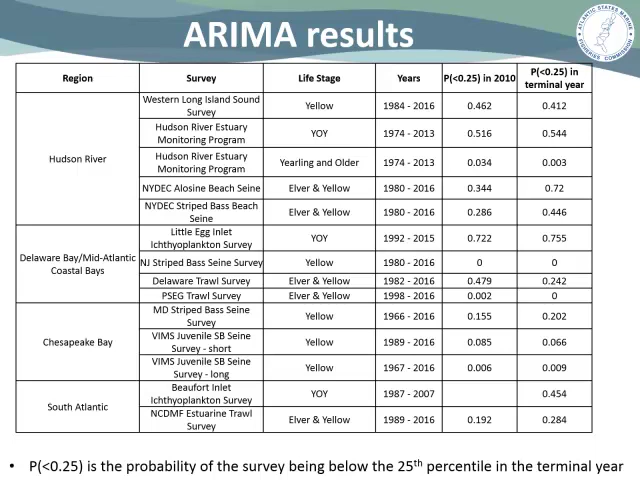 ARIMA results
ATLANTIC STATES MARINE FISHERIES COMMISSION
Region Survey Life Stage Years P(<0.25) in 2010 P(<0.25) in terminal year
Hudson River
Western Long Island Sound Survey Yellow 1984 - 2016 0.462 0.412
Hudson River Estuary Monitoring Program YOY 1974 - 2013 0.516 0.544
Hudson River Estuary Monitoring Program Yearling and Older 1974 - 2013 0.034 0.003
NYDEC Alosine Beach Seine Elver & Yellow 1980 - 2016 0.344 0.72
NYDEC Striped Bass Beach Seine Elver & Yellow 1980 - 2016 0.286 0.446
Delaware Bay/Mid-Atlantic Coastal Bays
Little Egg Inlet Ichthyoplankton Survey YOY 1992 - 2015 0.722 0.755
NJ Striped Bass Seine Survey Yellow 1980 - 2016 0 0
Delaware Trawl Survey Elver & Yellow 1982 - 2016 0.479 0.242
PSEG Trawl Survey Elver & Yellow 1998 - 2016 0.002 0
Chesapeake Bay
MD Striped Bass Seine Survey Yellow 1966 - 2016 0.155 0.202
VIMS Juvenile SB Seine Survey - short Yellow 1989 - 2016 0.085 0.066
VIMS Juvenile SB Seine Survey - long Yellow 1967 - 2016 0.006 0.009
South Atlantic
Beaufort Inlet Ichthyoplankton Survey YOY 1987 - 2007 0.454
NCDMF Estuarine Trawl Survey Elver & Yellow 1989 - 2016 0.192 0.284
• P(<0.25) is the probability of the survey being below the 25th percentile in the terminal year